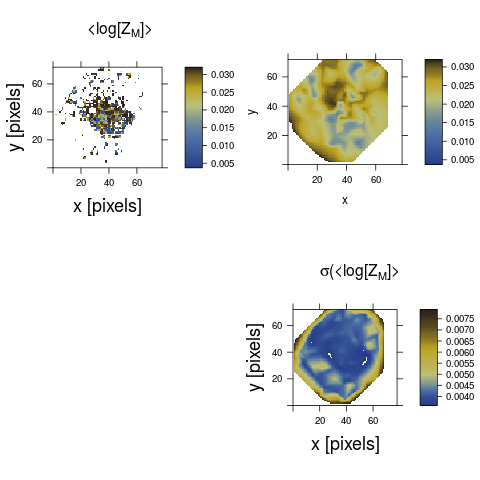 <log[Z_M]>
y [pixels]
60
40
20
20 40 60
x [pixels]
0.030
0.025
0.020
0.015
0.010
0.005
y
60
40
20
20 40 60
x
0.030
0.025
0.020
0.015
0.010
0.005
σ(<log[Z_M]>
y [pixels]
60
40
20
20 40 60
x [pixels]
0.0075
0.0070
0.0065
0.0060
0.0055
0.0050
0.0045
0.0040